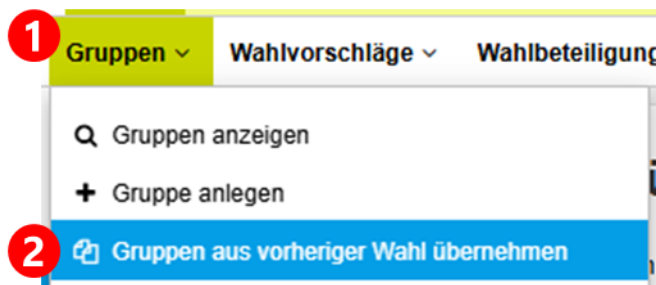 1
Gruppen Wahlvorschläge Wahlbeteiligung
Gruppen anzeigen
Gruppe anlegen
2 Gruppen aus vorheriger Wahl übernehmen